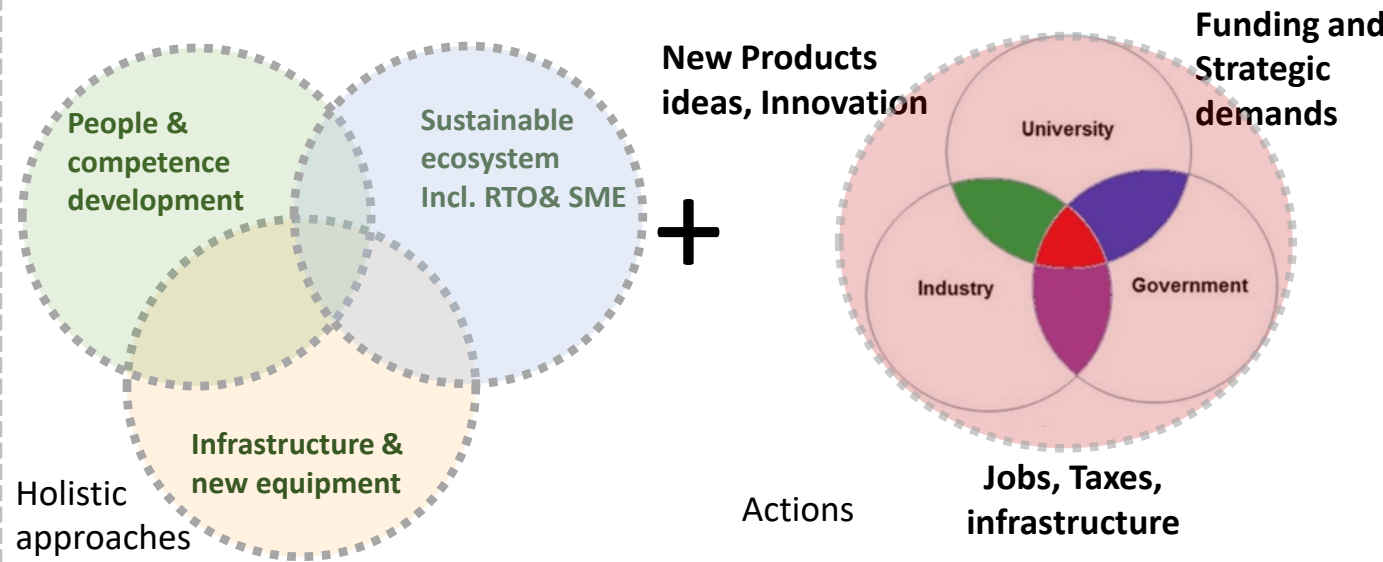 People &
competence
development
Sustainable
ecosystem
Incl. RTO& SME
Infrastructure &
new equipment
Holistic
approaches
+
New Products
ideas, Innovation
Funding and
Strategic
demands
University
Industry
Government
Actions
Jobs, Taxes,
infrastructure